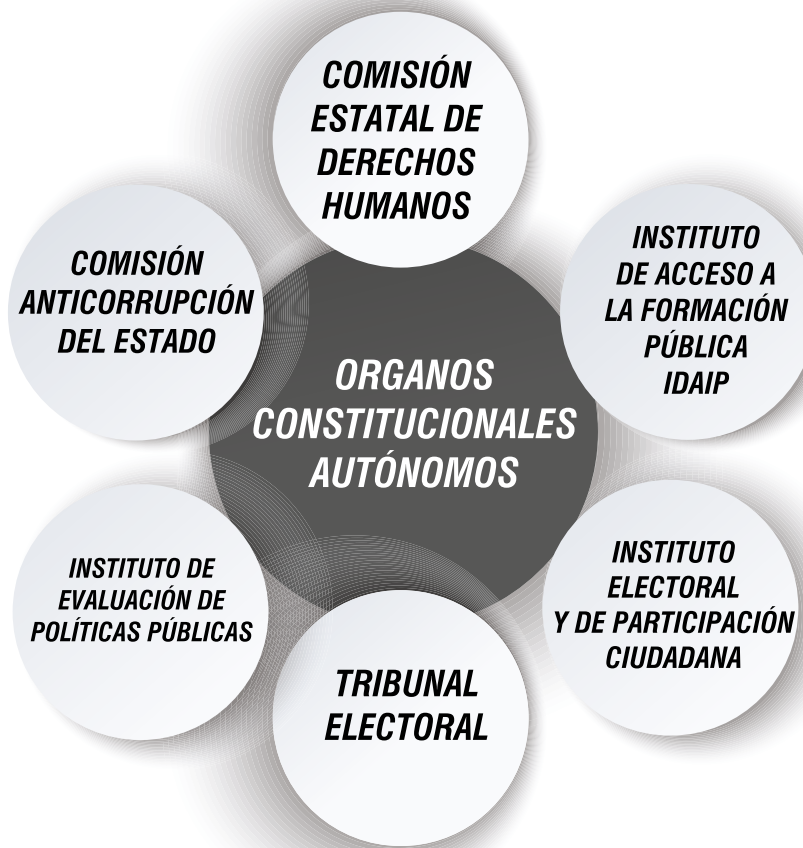 COMISIÓN
ESTATAL DE
DERECHOS
HUMANOS
COMISIÓN
ANTICORRUPCIÓN
DEL ESTADO
INSTITUTO
DE ACCESO A
LA FORMACIÓN
PÚBLICA
IDAIP
ORGANOS
CONSTITUCIONALES
AUTÓNOMOS
INSTITUTO DE
EVALUACIÓN DE
POLÍTICAS PÚBLICAS
INSTITUTO
ELECTORAL
Y DE PARTICIPACIÓN
CIUDADANA
TRIBUNAL
ELECTORAL